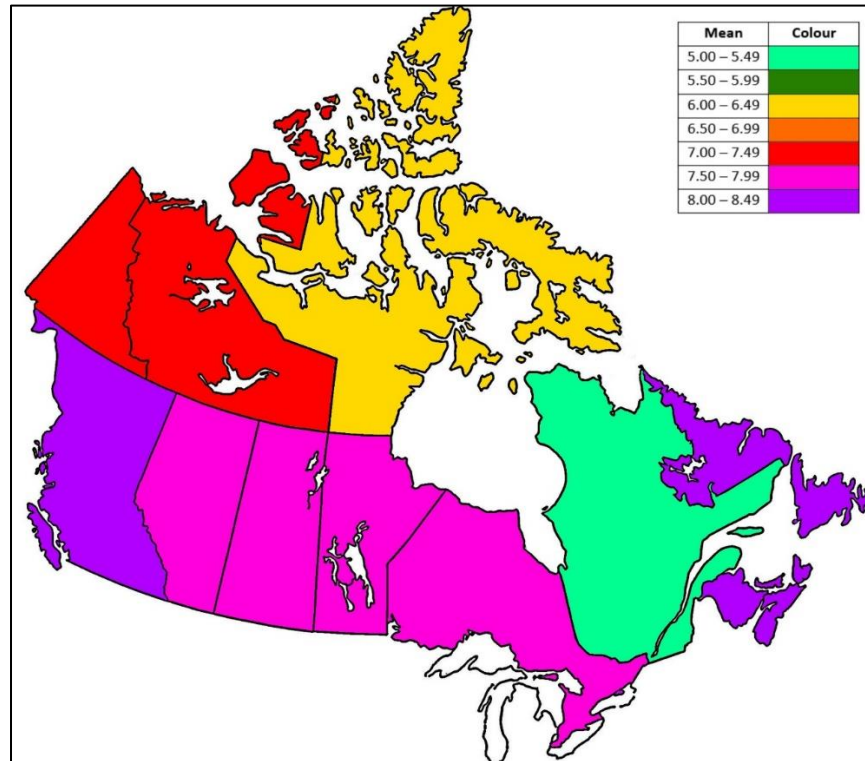 Mean Colour
5.00 – 5.49
5.50 – 5.99
6.00 – 6.49
6.50 – 6.99
7.00 – 7.49
7.50 – 7.99
8.00 – 8.49